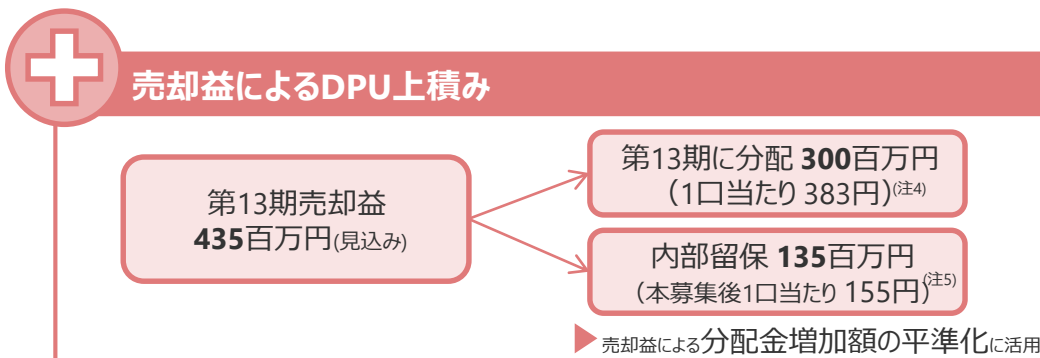 売却益によるDPU上積み
第13期売却益
435百万円(見込み)
第13期に分配 300百万円
(1口当たり 383円)(注4)
内部留保 135百万円
(本募集後1口当たり 155円)(注5)
▶売却益による分配金増加額の平準化に活用